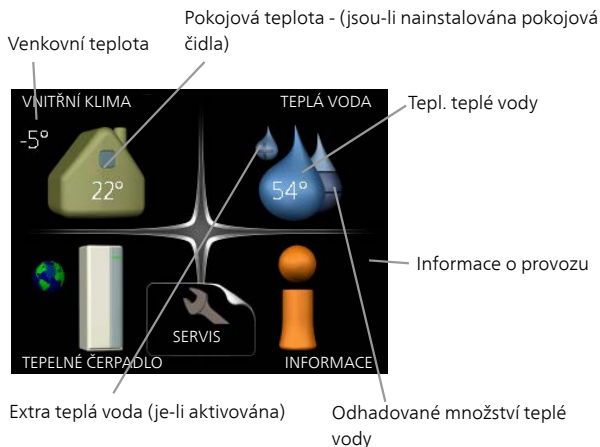 Pokojová teplota - (jsou-li nainstalována pokojová
čidla)
Venkovní teplota
VNITŘNÍ KLIMA
TEPLÁ VODA
Tepl. teplé vody
-5°
22°
54°
Informace o provozu
SERVIS
TEPELNÉ ČERPADLO
INFORMACE
Extra teplá voda (je-li aktivována)
Odhadované množství teplé
vody